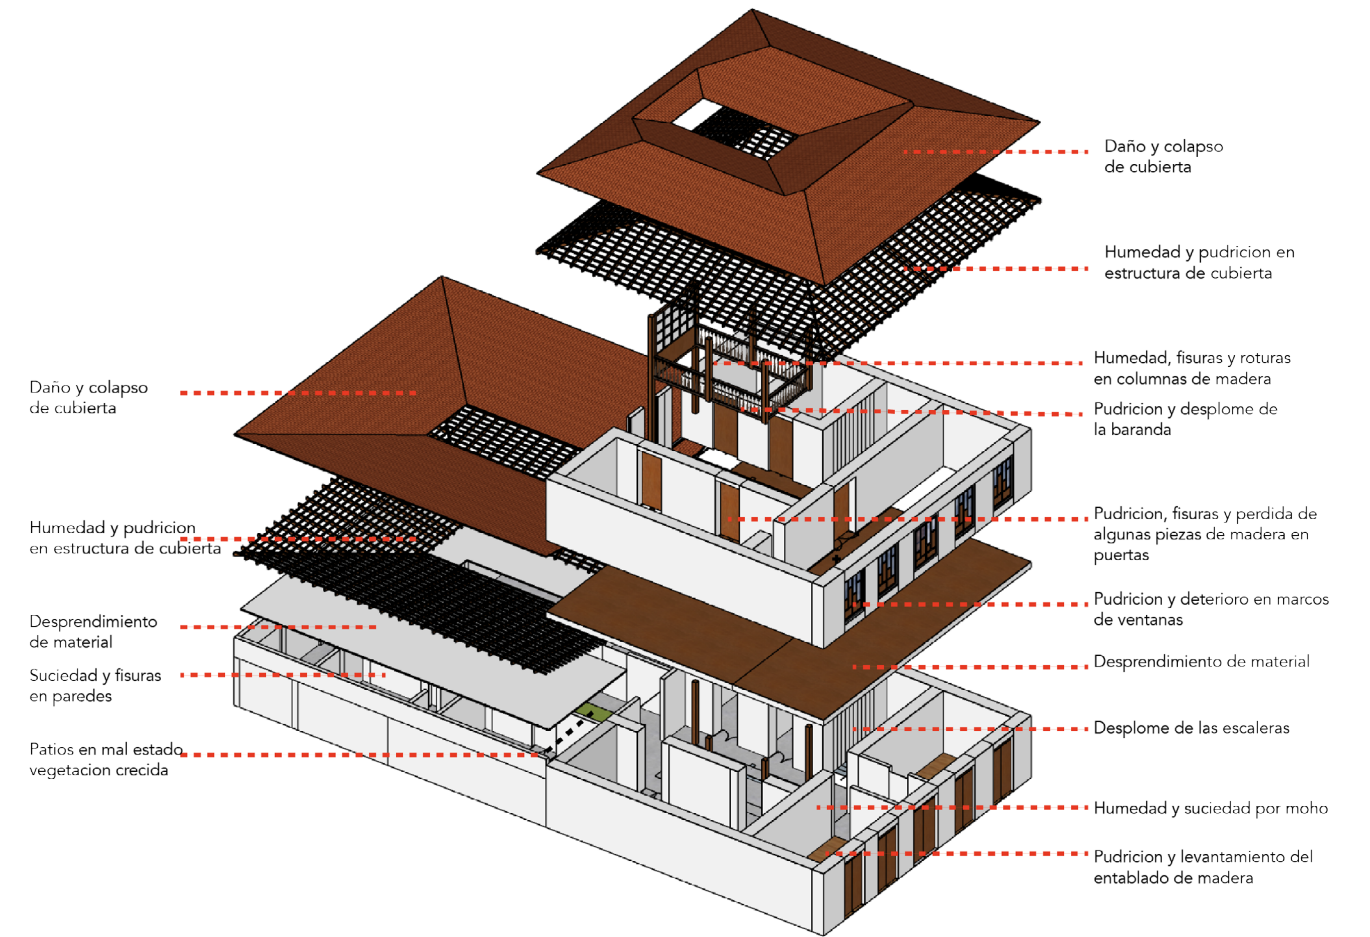 Daño y colapso
de cubierta
Humedad y pudricion
en estructura de cubierta
Desprendimiento
de material
Suciedad y fisuras
en paredes
Patios en mal estado
vegetacion crecida
Daño y colapso
de cubierta
Humedad y pudricion en
estructura de cubierta
Humedad, fisuras y roturas
en columnas de madera
Pudricion y desplome de
la baranda
Pudricion, fisuras y perdida de
algunas piezas de madera en
puertas
Pudricion y deterioro en marcos
de ventanas
Desprendimiento de material
Desplome de las escaleras
Humedad y suciedad por moho
Pudricion y levantamiento del
entablado de madera